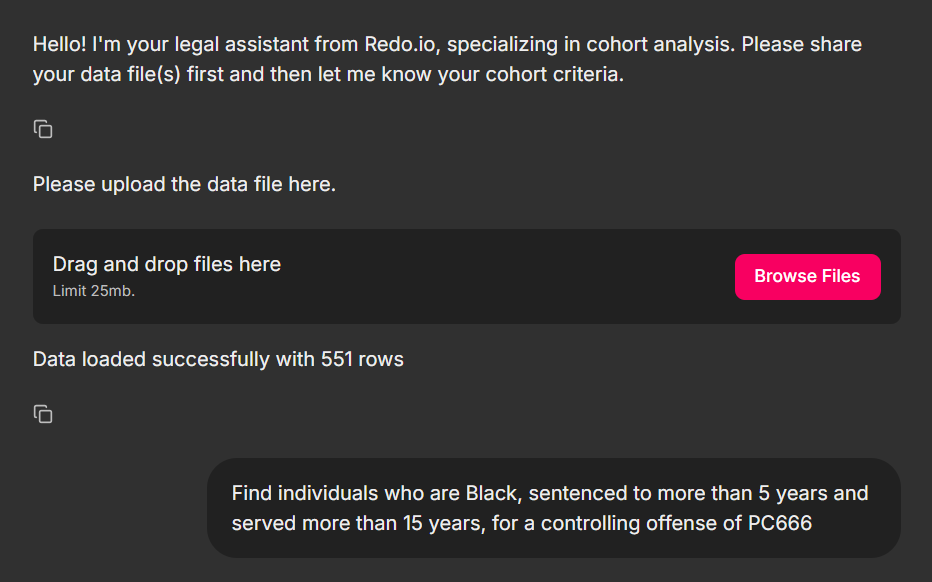 Hello! I'm your legal assistant from Redo.io, specializing in cohort analysis. Please share
your data file(s) first and then let me know your cohort criteria.
Please upload the data file here.
Drag and drop files here
Limit 25mb.
Browse Files
Data loaded successfully with 551 rows
Find individuals who are Black, sentenced to more than 5 years and
served more than 15 years, for a controlling offense of PC666